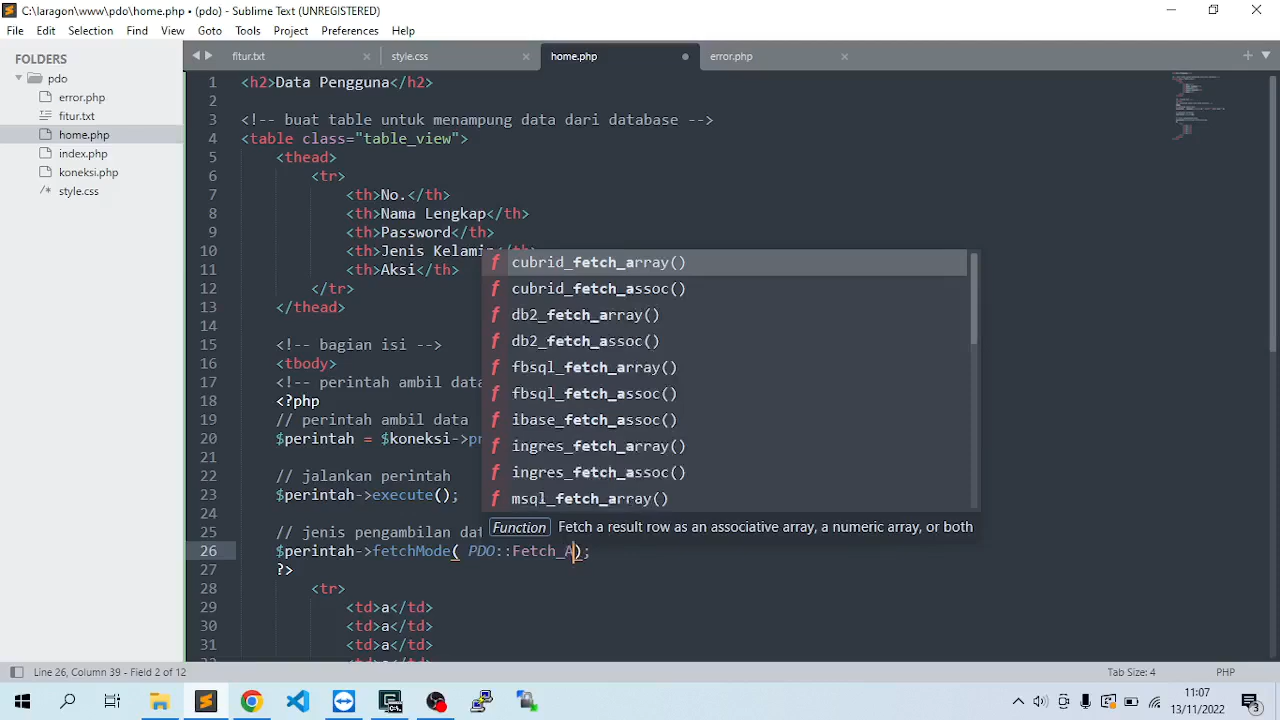 C:\laragon\www\pdo\home.php • (pdo) - Sublime Text (UNREGISTERED)
File Edit Selection Find View Goto Tools Project Preferences Help
FOLDERS
pdo
error.php
fitur.txt
home.php
index.php
koneksi.php
style.css
fitur.txt style.css home.php error.php
1 <h2>Data Pengguna</h2>
2
3 <!-- buat table untuk menampung data dari database -->
4 <table class="table_view">
5 <thead>
6 <tr>
7 <th>No.</th>
8 <th>Nama Lengkap</th>
9 <th>Password</th>
10 <th>Jenis Kelamin</th>
11 <th>Aksi</th>
12 </tr>
13 </thead>
14
15 <!-- bagian isi -->
16 <tbody>
17 <!-- perintah ambil data
18 <?php
19 // perintah ambil data
20 $perintah = $koneksi->pr
21
22 // jalankan perintah
23 $perintah->execute();
24
25 // jenis pengambilan dat
26 $perintah->fetchMode( PDO::Fetch_A);
27 ?>
28 <tr>
29 <td>a</td>
30 <td>a</td>
31 <td>a</td>
f cubrid_fetch_array()
f cubrid_fetch_assoc()
f db2_fetch_array()
f db2_fetch_assoc()
f fbsql_fetch_array()
f fbsql_fetch_assoc()
f ibase_fetch_assoc()
f ingres_fetch_array()
f ingres_fetch_assoc()
f msql_fetch_array()
Function Fetch a result row as an associative array, a numeric array, or both
Line 26, Column 39 - Field 2 of 12 Tab Size: 4 PHP
11:07
13/11/2022
3